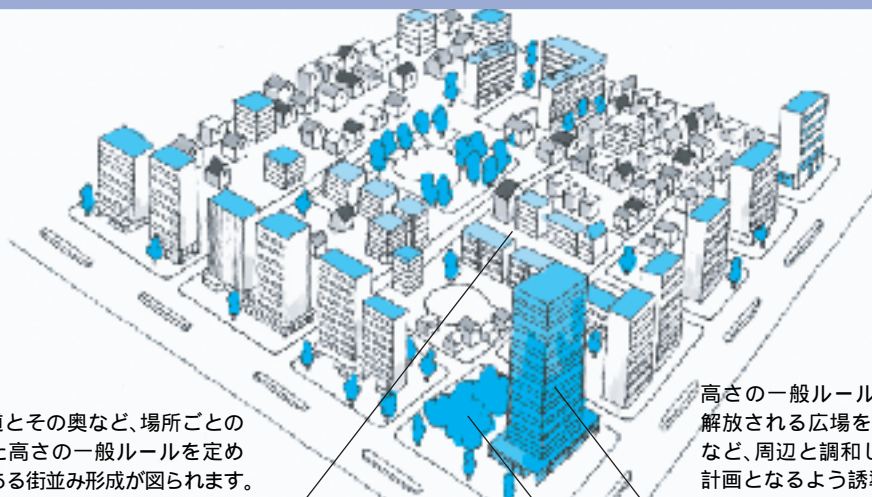 道とその奥など、場所ごとの
た高さの一般ルールを定め
ある街並み形成が図られます。
高さの一般ルール
解放される広場を
など、周辺と調和し
計画となるよう誘導